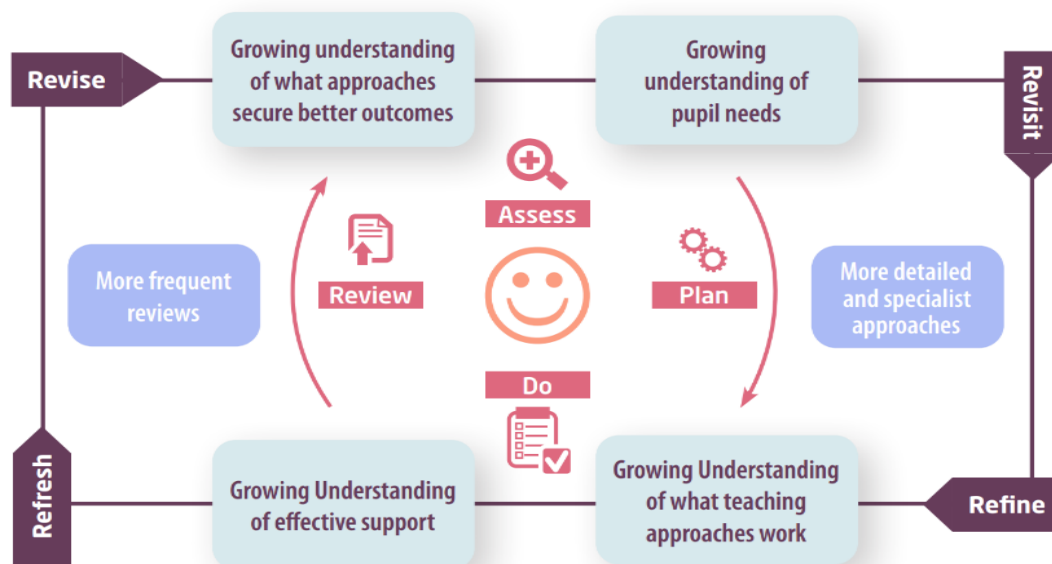 Revise
Growing understanding
of what approaches
secure better outcomes
Growing
understanding of
pupil needs
Revisit
Assess
More frequent
reviews
Review
Plan
More detailed
and specialist
approaches
Do
Refresh
Growing Understanding
of effective support
Growing Understanding
of what teaching
approaches work
Refine